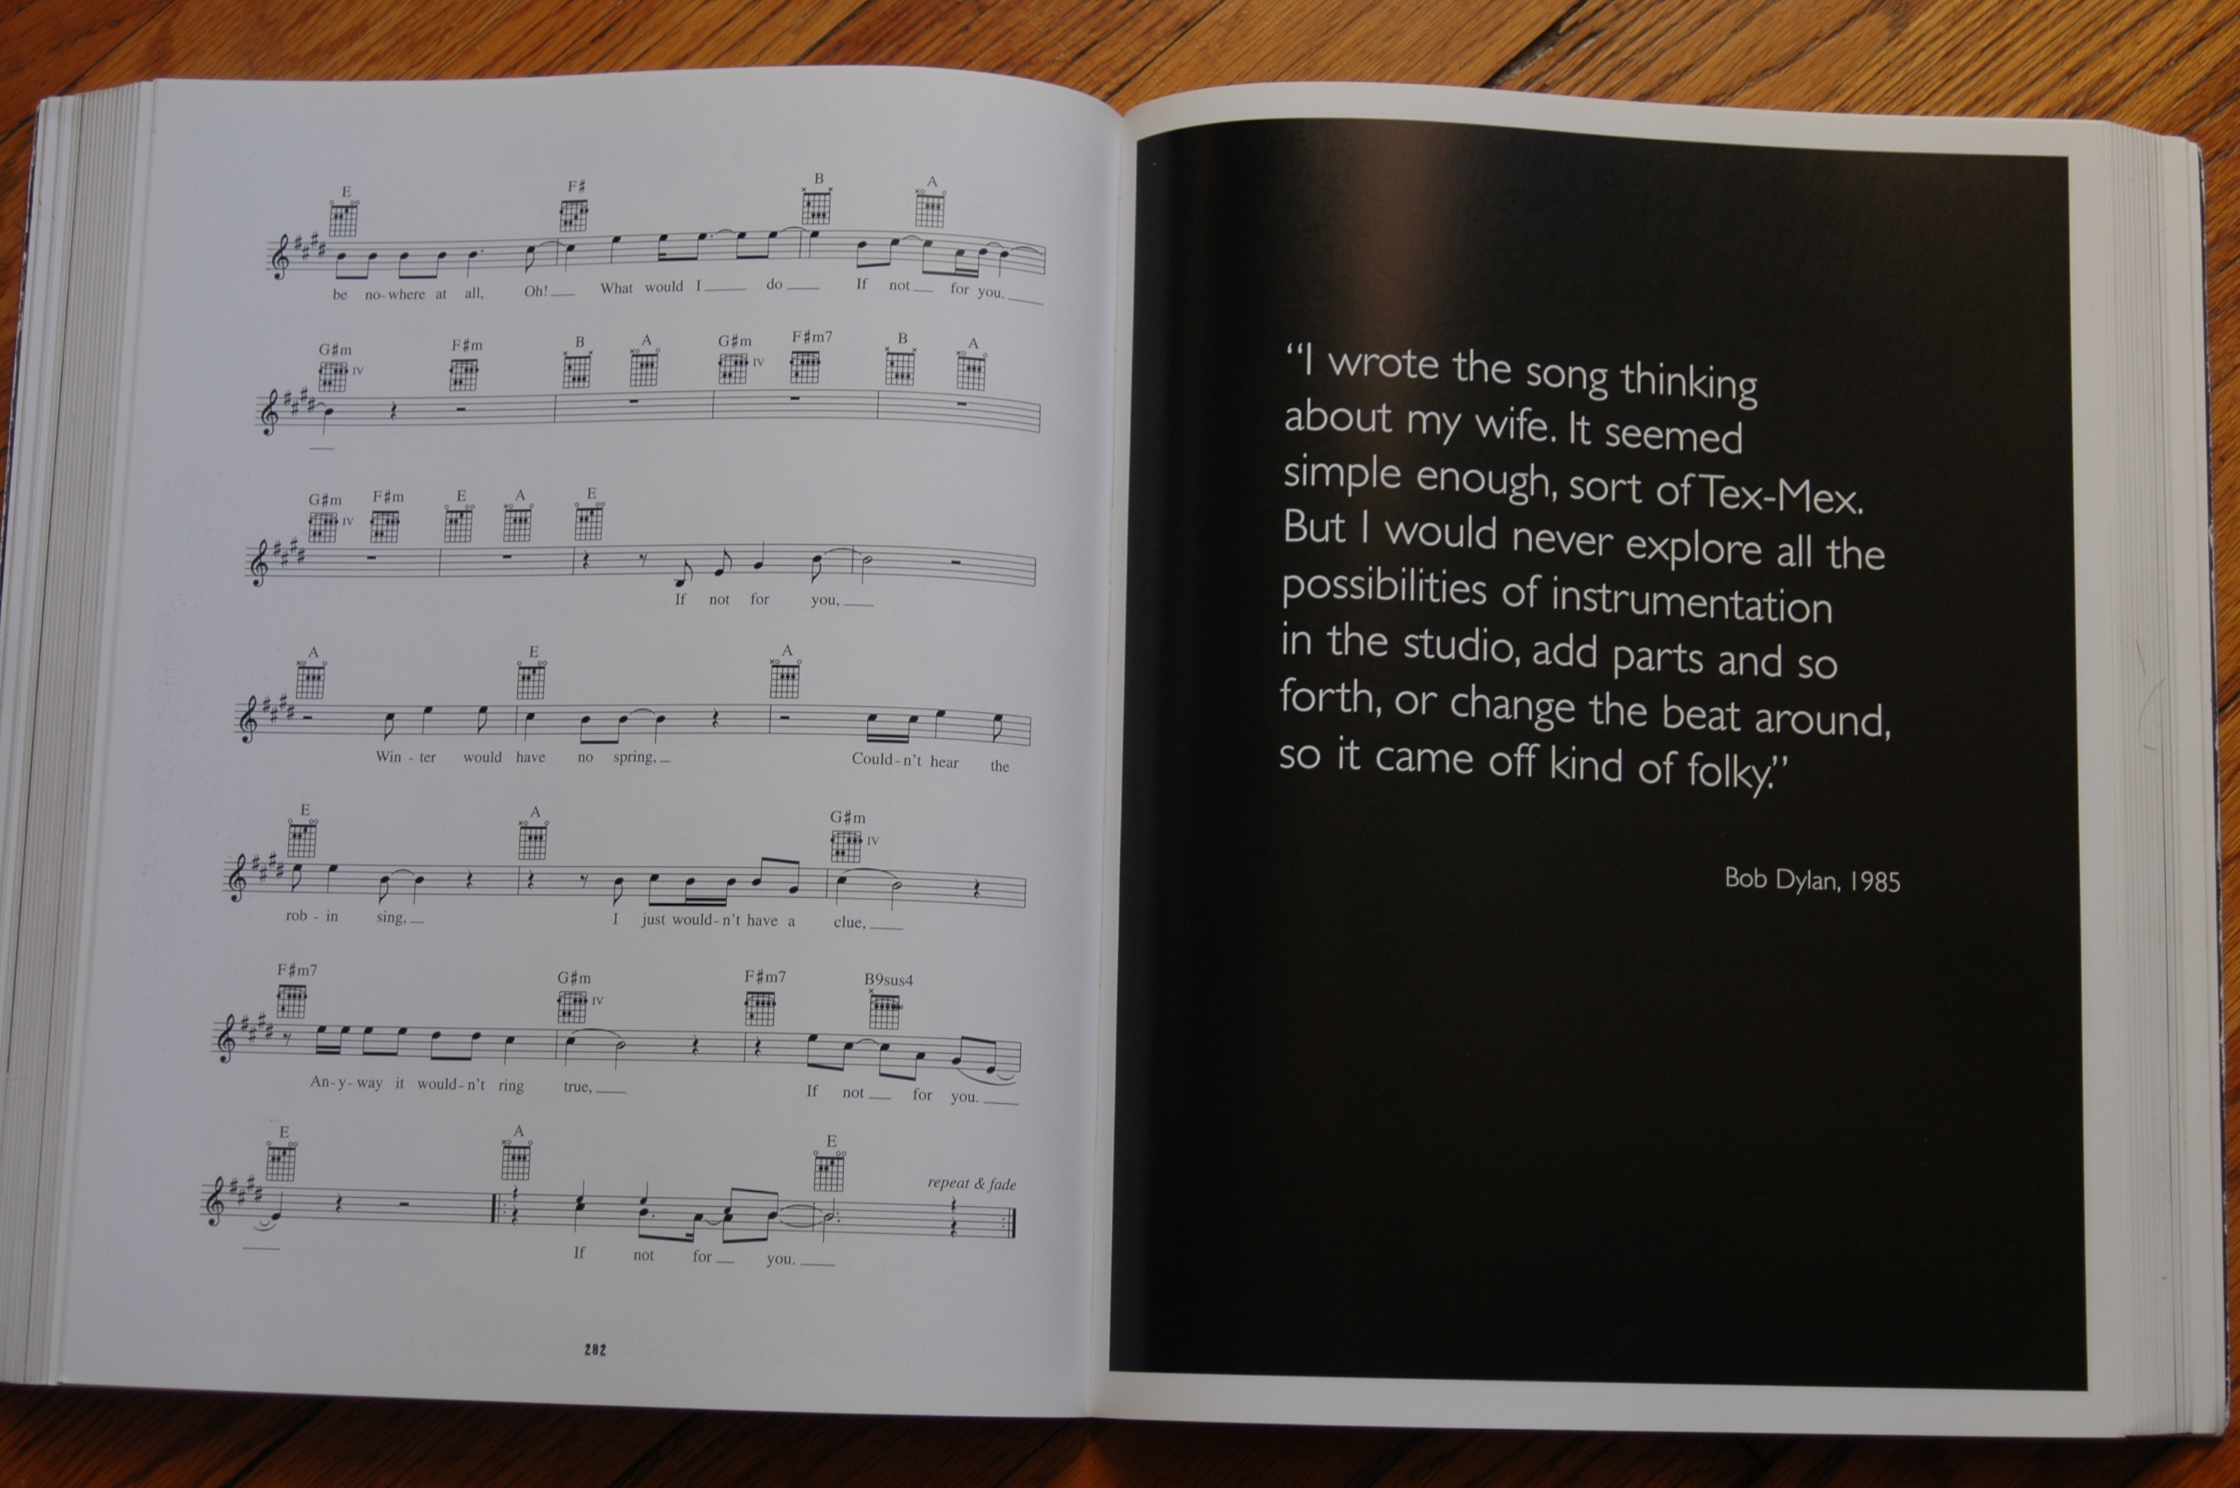 E F# B A
be no-where at all, Oh! What would I do If not for you.
G#m IV F#m B A G#m IV F#m7 B A
G#m IV F#m E A E
If not for you,
A E A
Win - ter would have no spring, Could-n't hear the
E A G#m IV
rob - in sing, I just would-n't have a clue,
F#m7 G#m IV F#m7 B9sus4
An-y-way it would-n't ring true, If not for you.
E A E
repeat & fade
If not for you.
282
“I wrote the song thinking
about my wife. It seemed
simple enough, sort of Tex-Mex.
But I would never explore all the
possibilities of instrumentation
in the studio, add parts and so
forth, or change the beat around,
so it came off kind of folky.”
Bob Dylan, 1985